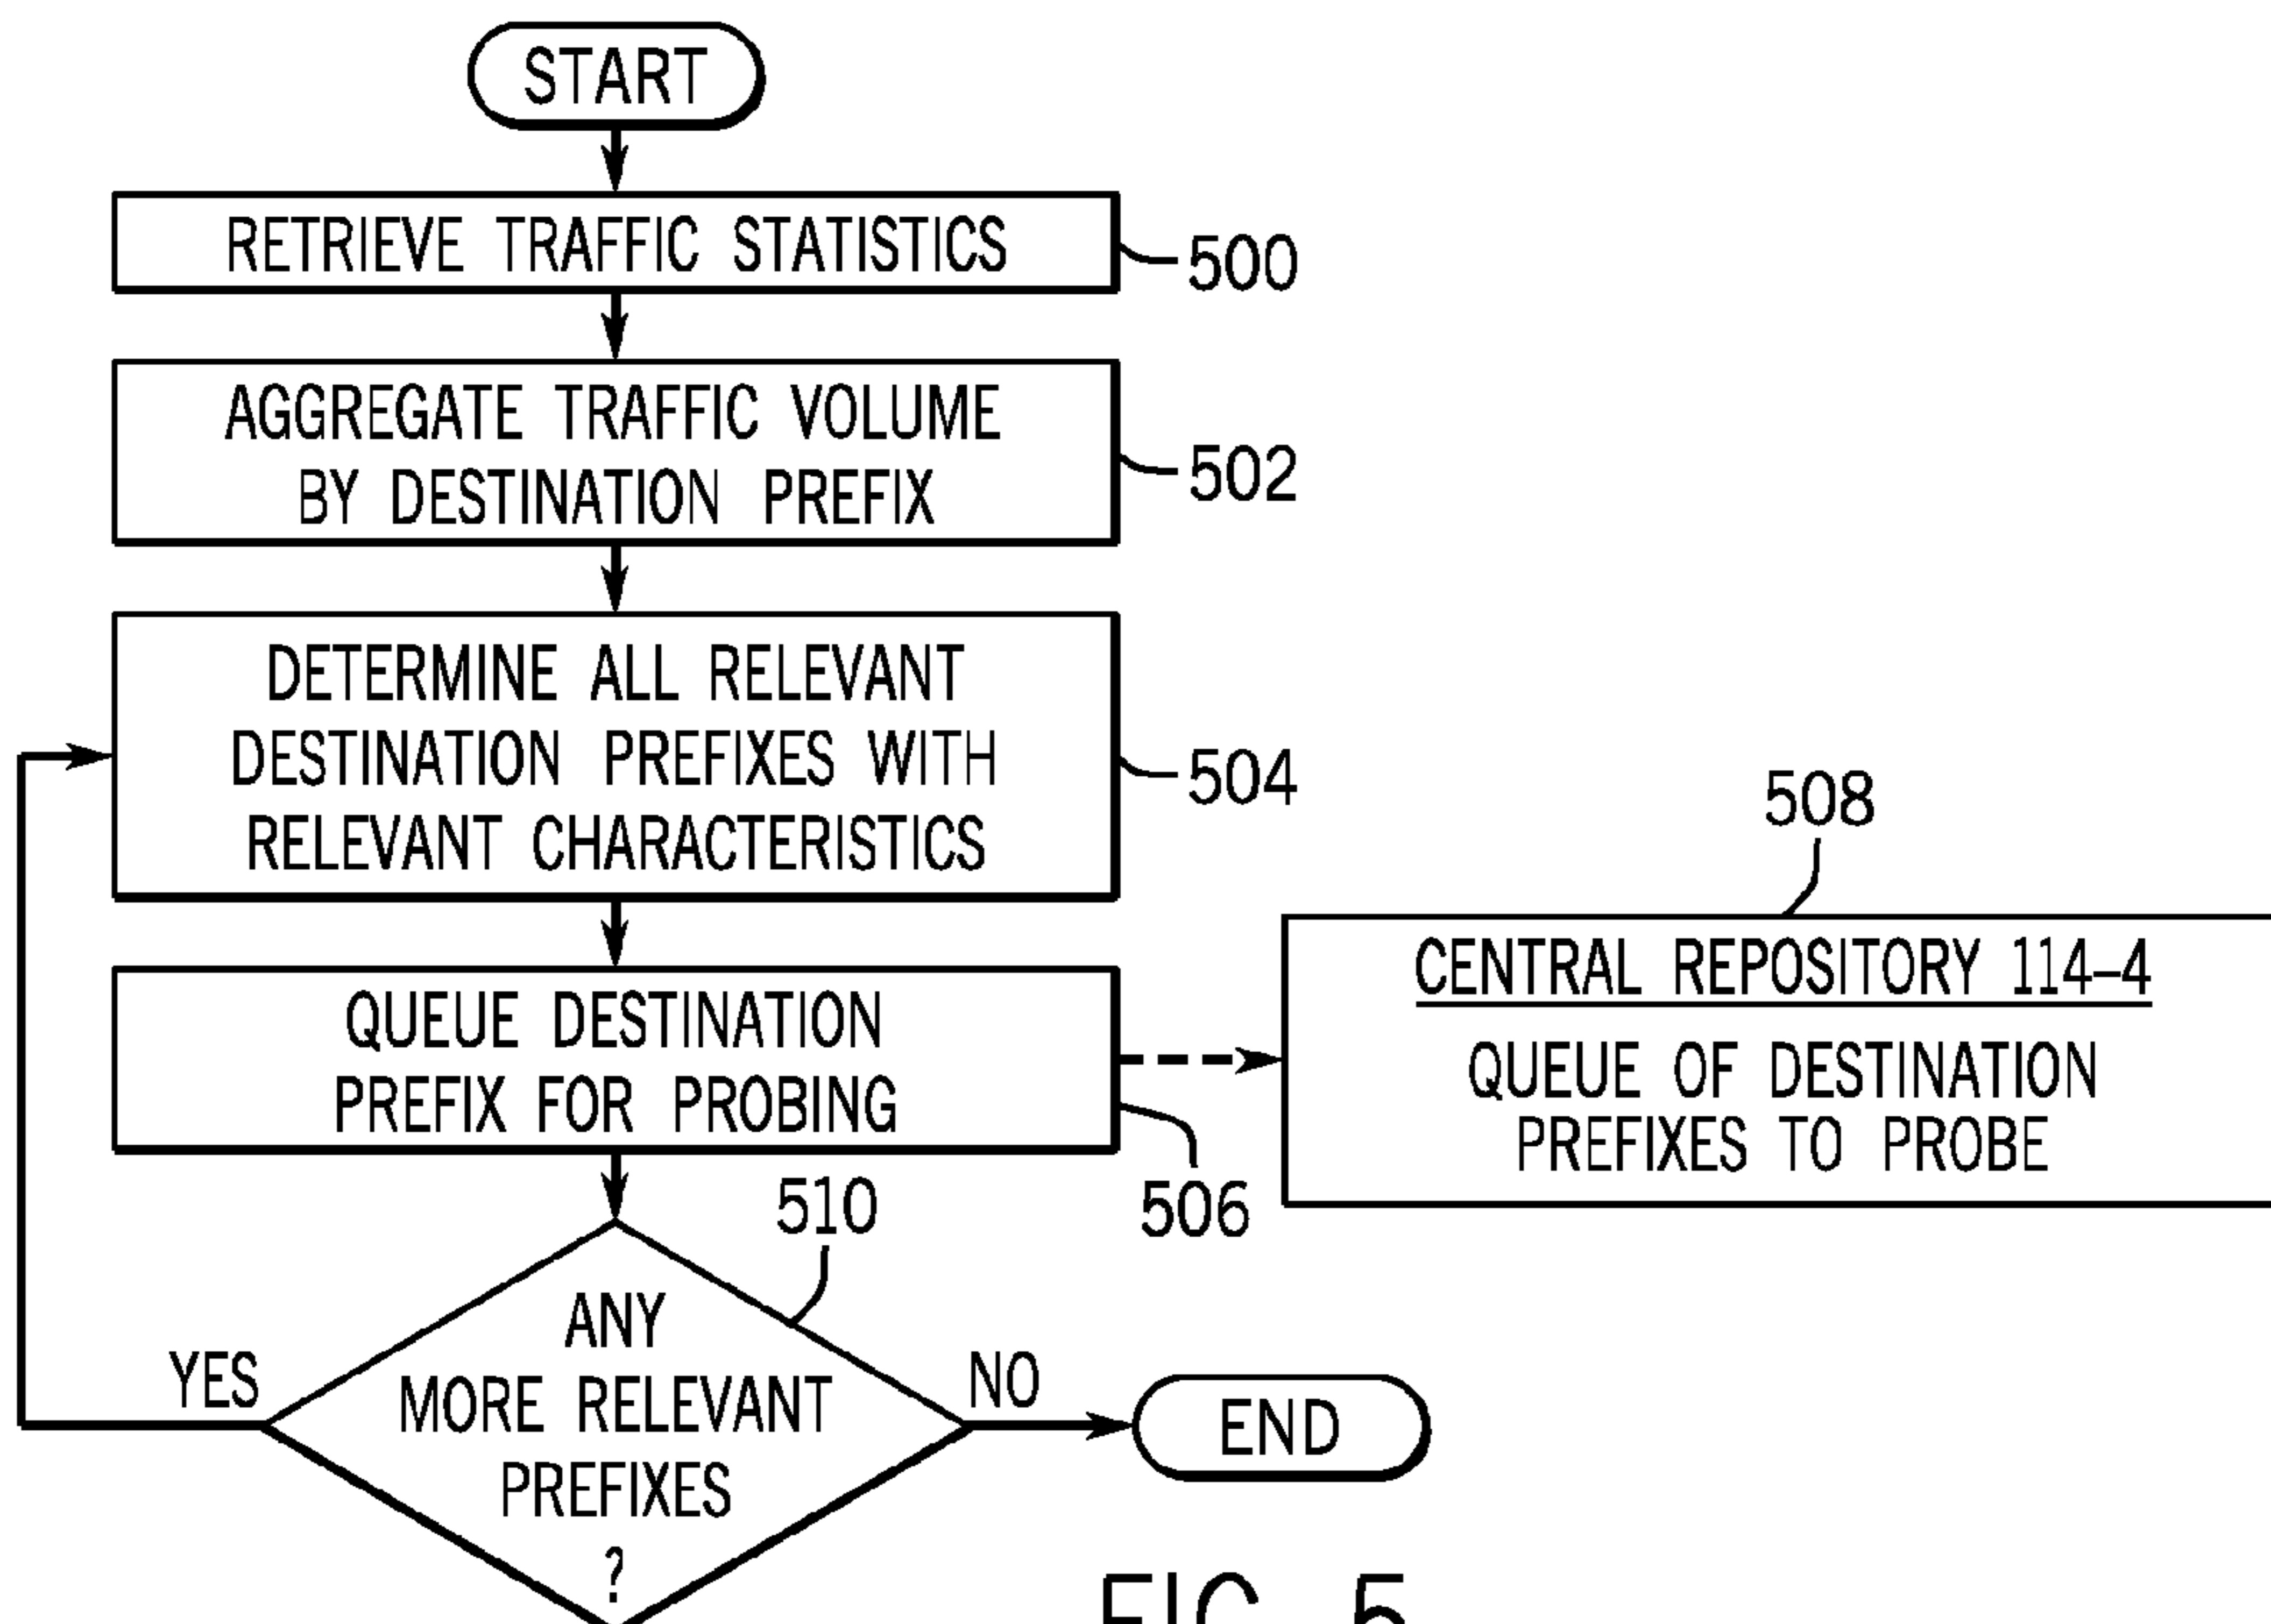 START
RETRIEVE TRAFFIC STATISTICS
500
AGGREGATE TRAFFIC VOLUME
BY DESTINATION PREFIX
502
DETERMINE ALL RELEVANT
DESTINATION PREFIXES WITH
RELEVANT CHARACTERISTICS
504
508
CENTRAL REPOSITORY 114-4
QUEUE OF DESTINATION
PREFIXES TO PROBE
QUEUE DESTINATION
PREFIX FOR PROBING
506
510
ANY
MORE RELEVANT
PREFIXES
?
YES
NO
END
FIG. 5